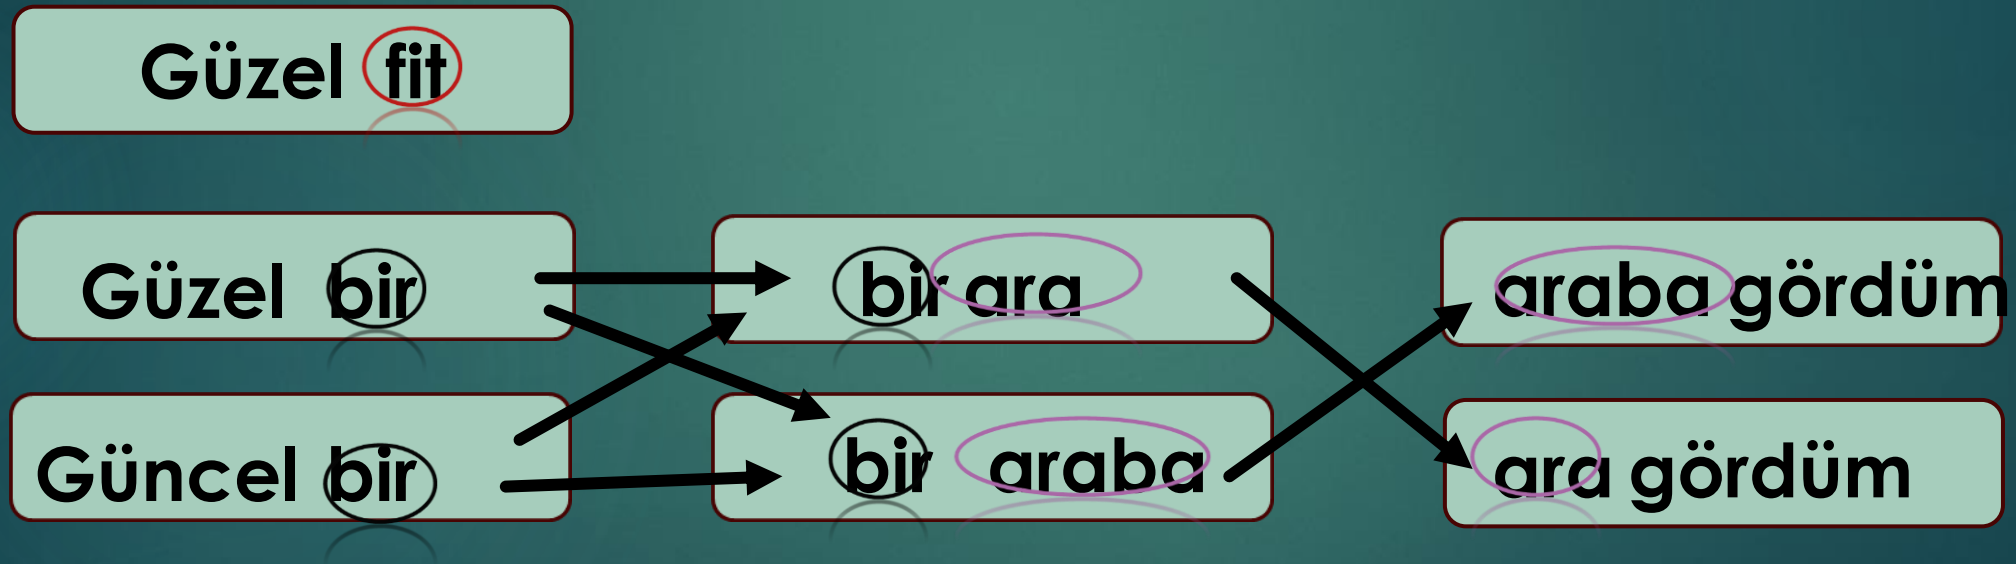 Güzel fit
Güzel bir
bir ara
araba gördüm
Güncel bir
bir araba
ara gördüm